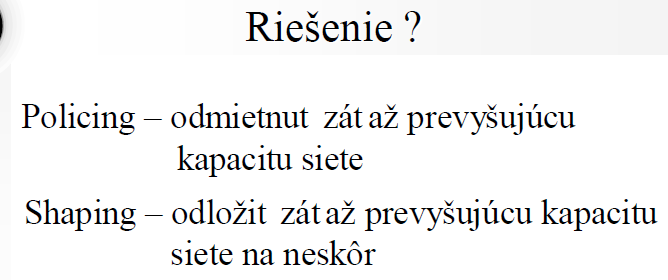 Riešenie ?
Policing – odmietnut zát až prevyšujúcu
kapacitu siete
Shaping – odložit zát až prevyšujúcu kapacitu
siete na neskôr